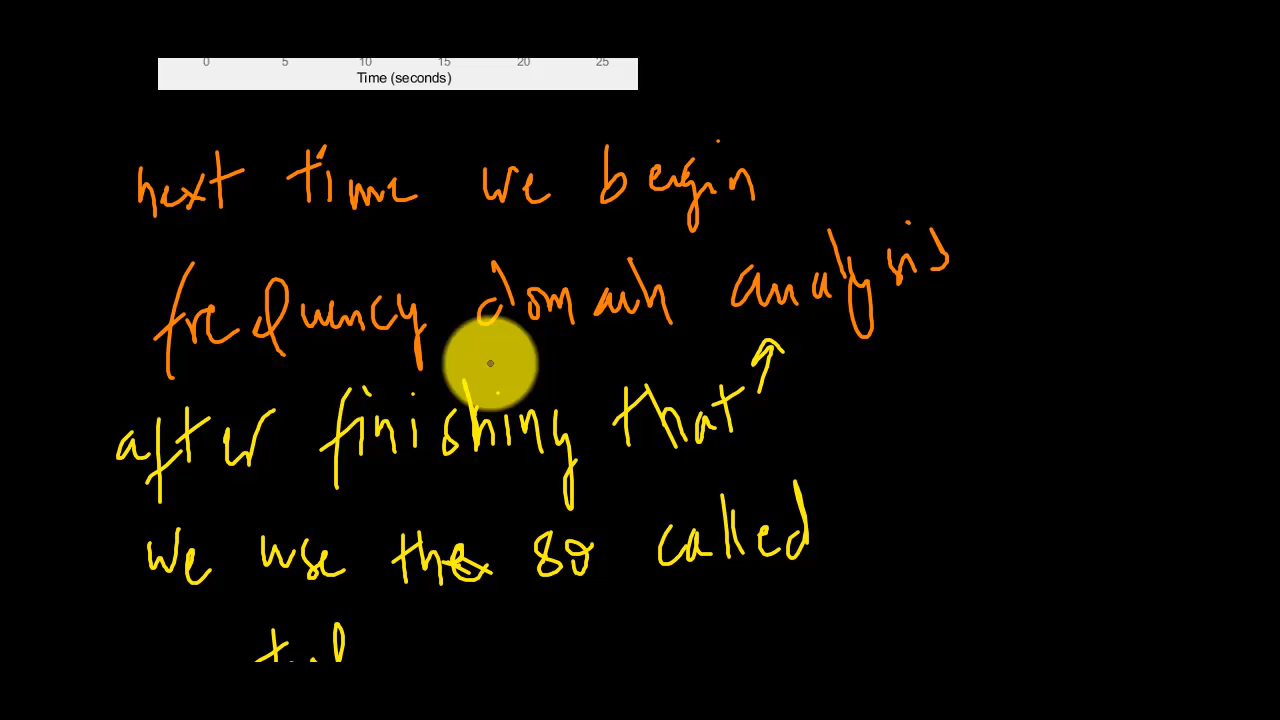 0 5 10 15 20 25
Time (seconds)
next time we begin
frequency domain analysis
after finishing that
we use the so called